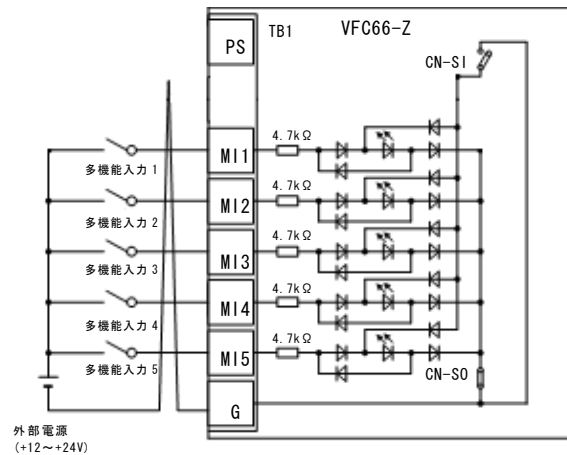 TB1
VFC66-Z
PS
CN-SI
4.7kΩ
MI1
多機能入力1
4.7kΩ
MI2
多機能入力2
4.7kΩ
MI3
多機能入力3
4.7kΩ
MI4
多機能入力4
4.7kΩ
MI5
多機能入力5
CN-SO
G
外部電源
(+12～+24V)